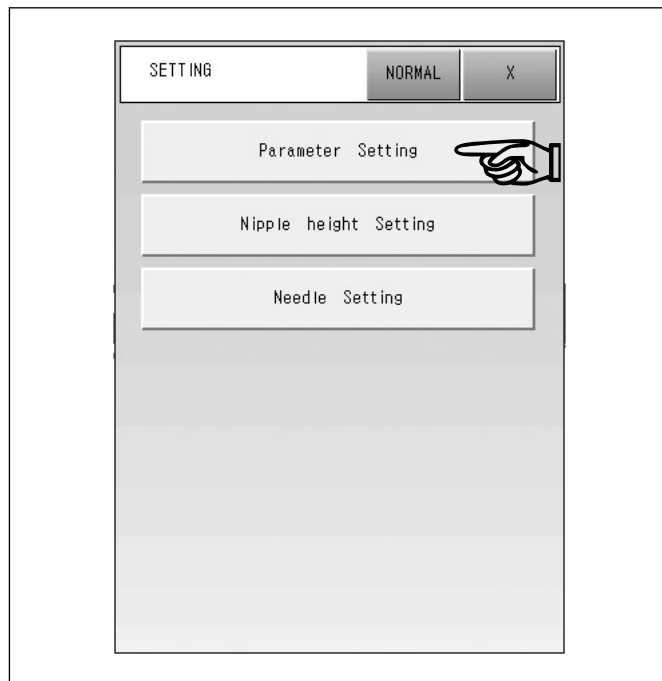 SETTING NORMAL X
Parameter Setting
Nipple height Setting
Needle Setting